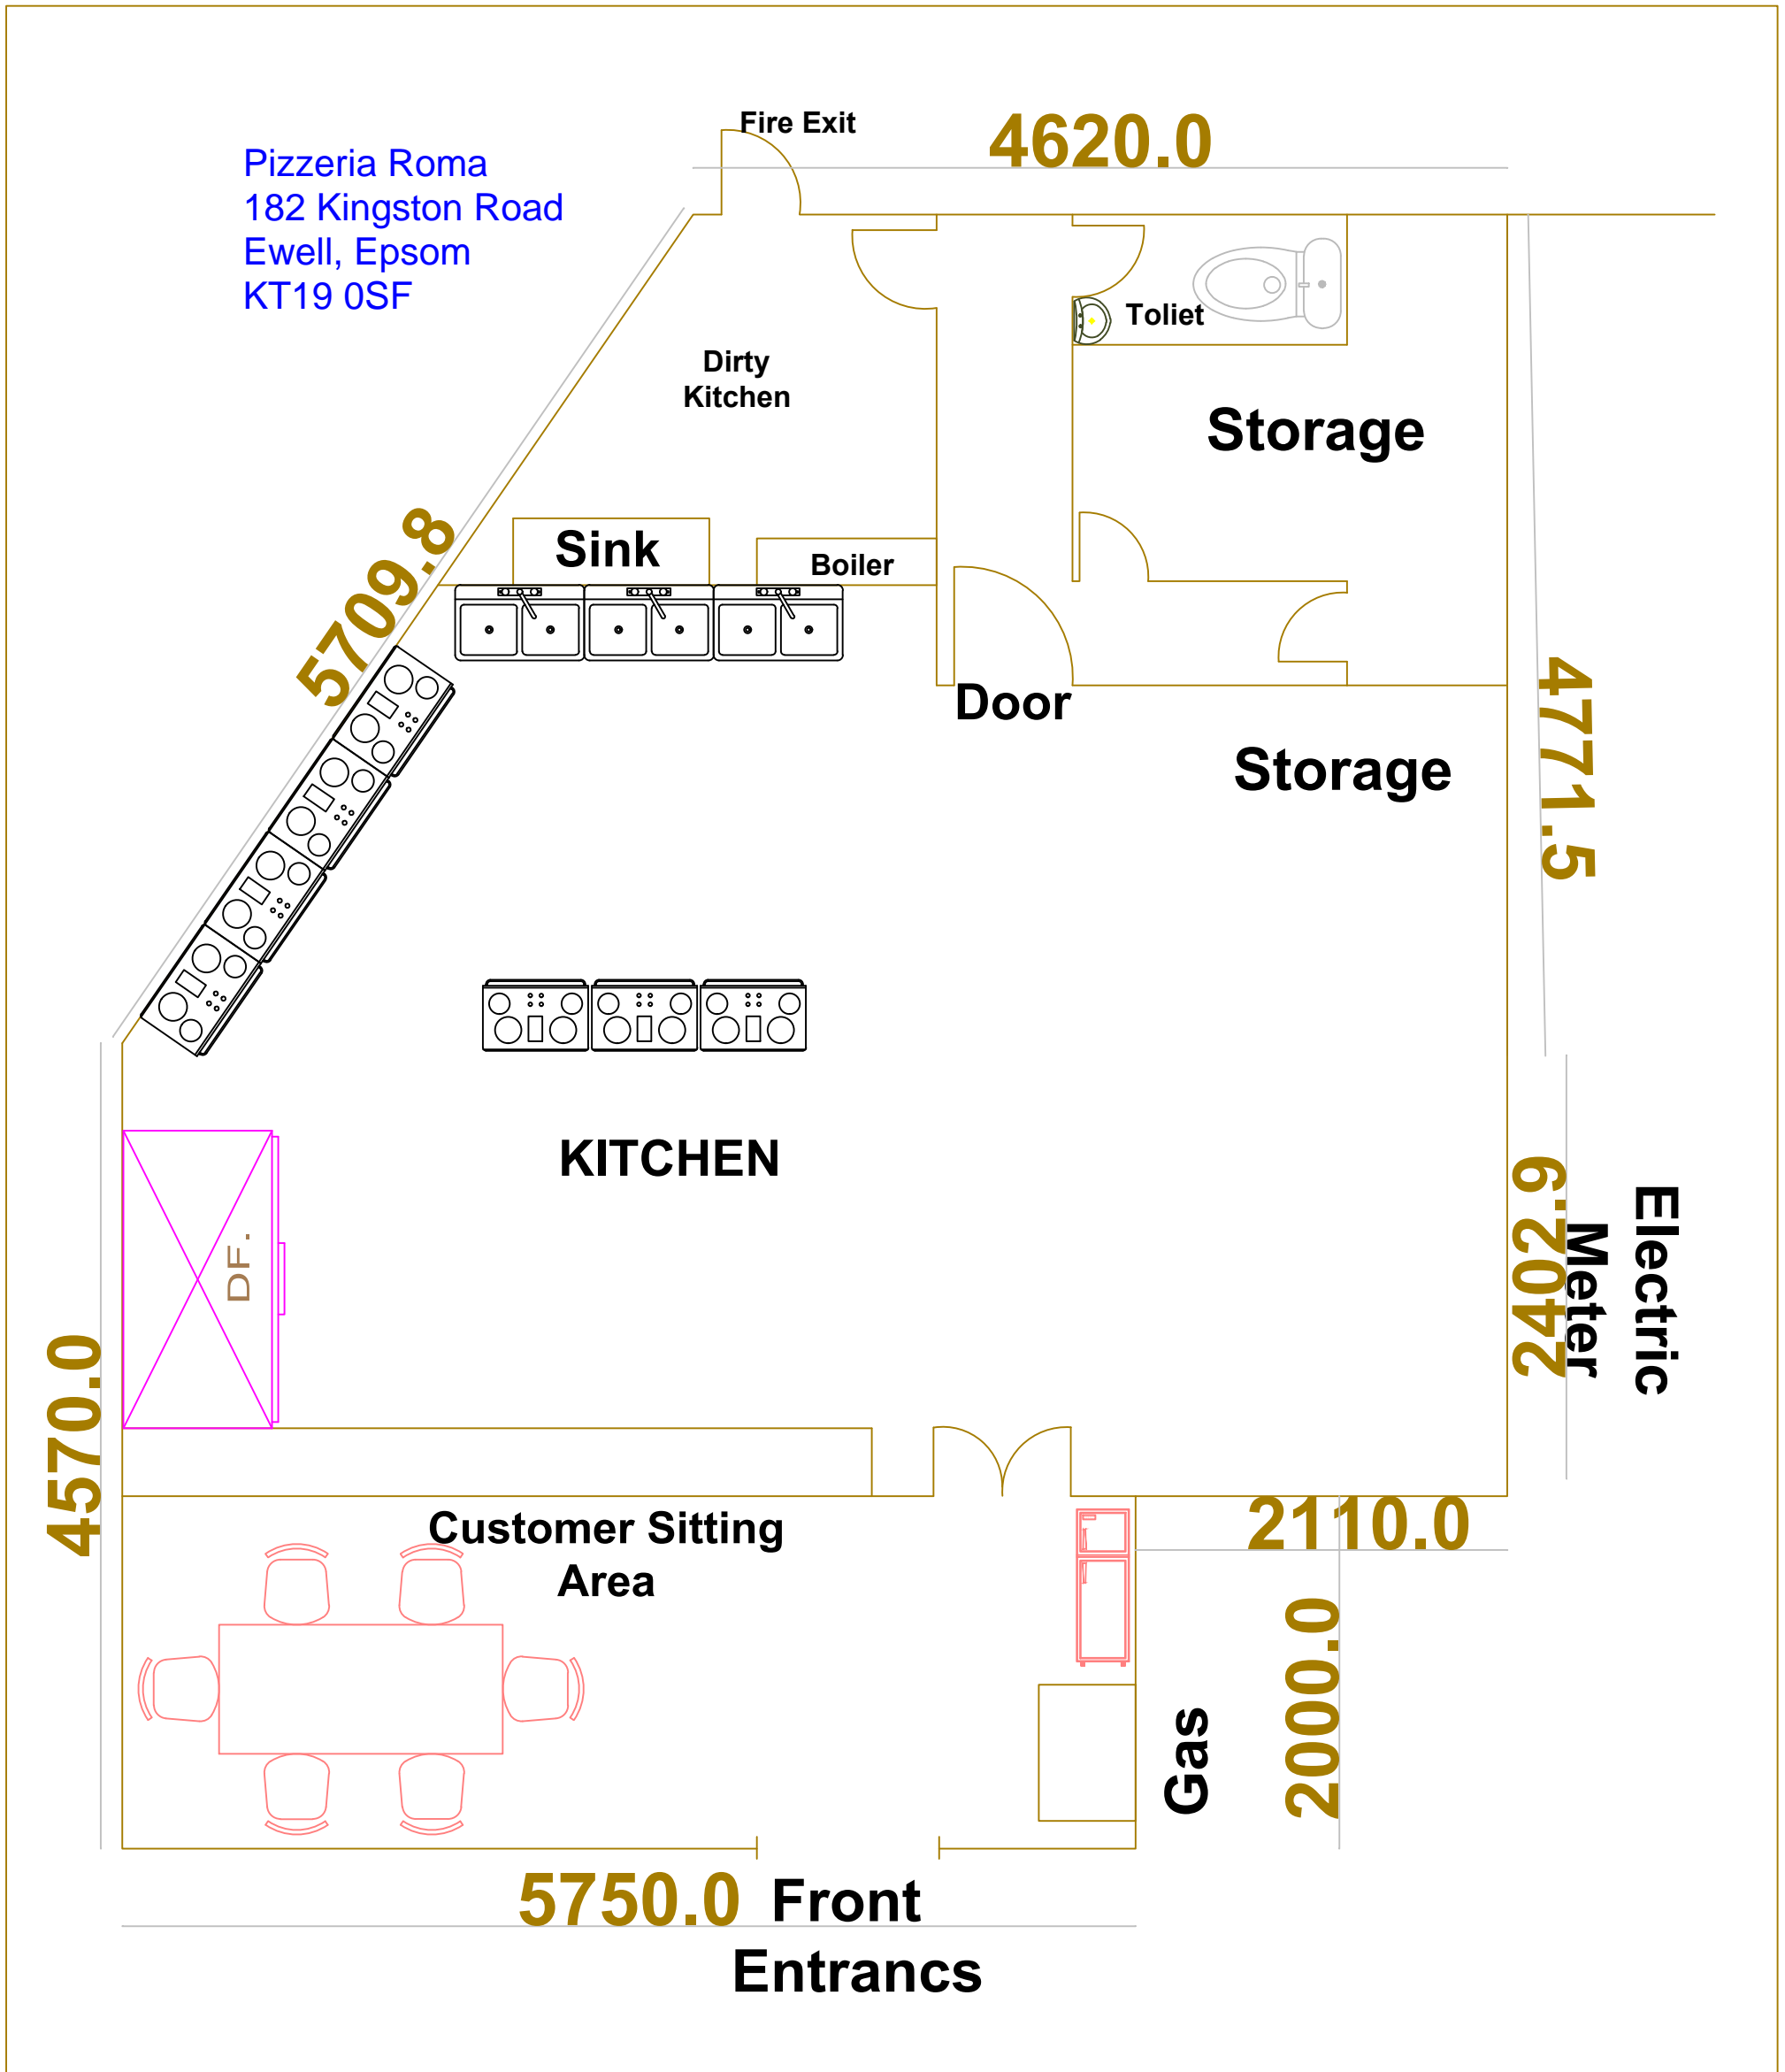 Fire Exit
4620.0
Pizzeria Roma
182 Kingston Road
Ewell, Epsom
KT19 0SF
Toliet
Dirty
Kitchen
Storage
5709.8
Sink
Boiler
Door
4771.5
Storage
KITCHEN
DF.
2402.9
Electric
Meter
4570.0
Customer Sitting
Area
2110.0
2000.0
Gas
5750.0
Front
Entrancs